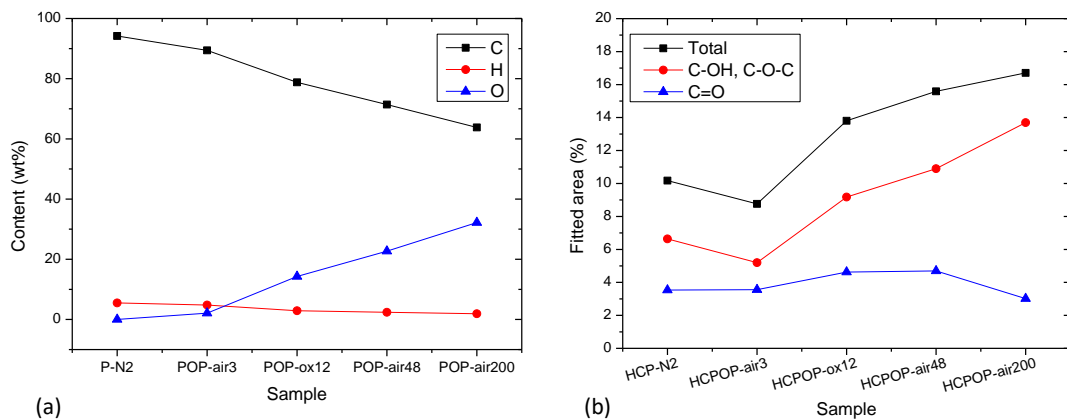 100
80
60
40
20
0
Content (wt%)
C
H
O
P-N2
POP-air3
POP-ox12
POP-air48
POP-air200
Sample
(a)
20
18
16
14
12
10
8
6
4
2
0
Fitted area (%)
Total
C-OH, C-O-C
C=O
HCP-N2
HCPOP-air3
HCPOP-ox12
HCPOP-air48
HCPOP-air200
Sample
(b)